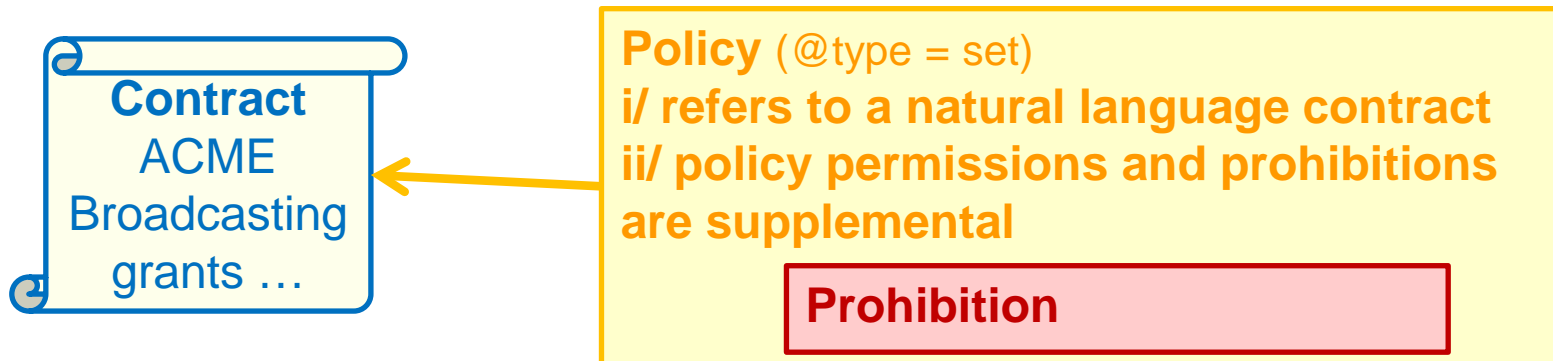 Contract
ACME
Broadcasting
grants …
Policy (@type = set)
i/ refers to a natural language contract
ii/ policy permissions and prohibitions
are supplemental
Prohibition